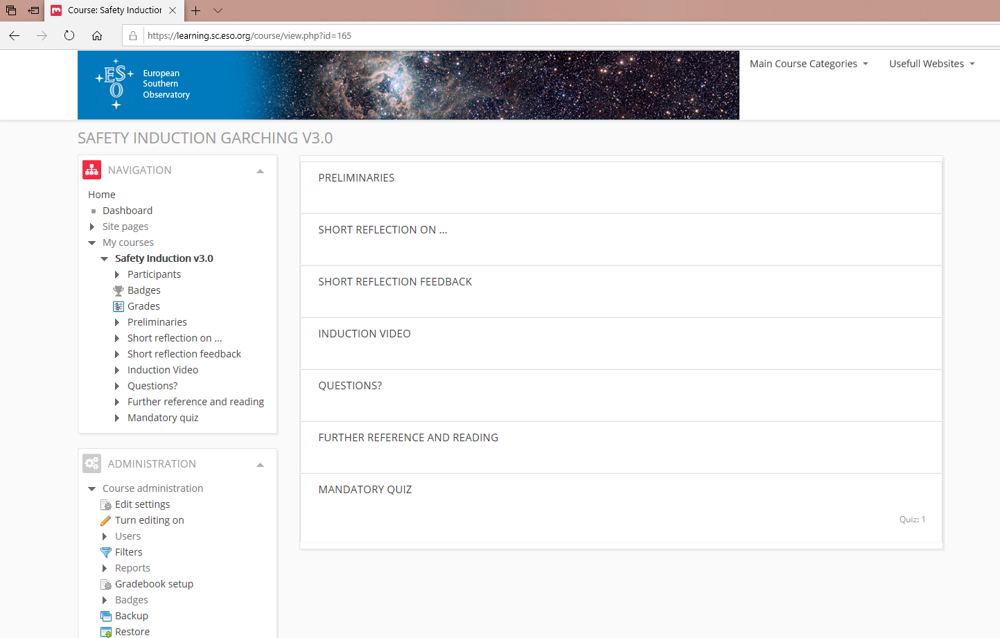 Course: Safety Induction
https://learning.sc.eso.org/course/view.php?id=165
ES
O
European
Southern
Observatory
Main Course Categories
Usefull Websites
SAFETY INDUCTION GARCHING V3.0
NAVIGATION
Home
Dashboard
Site pages
My courses
Safety Induction v3.0
Participants
Badges
Grades
Preliminaries
Short reflection on ...
Short reflection feedback
Induction Video
Questions?
Further reference and reading
Mandatory quiz
ADMINISTRATION
Course administration
Edit settings
Turn editing on
Users
Filters
Reports
Gradebook setup
Badges
Backup
Restore
PRELIMINARIES
SHORT REFLECTION ON ...
SHORT REFLECTION FEEDBACK
INDUCTION VIDEO
QUESTIONS?
FURTHER REFERENCE AND READING
MANDATORY QUIZ
Quiz: 1